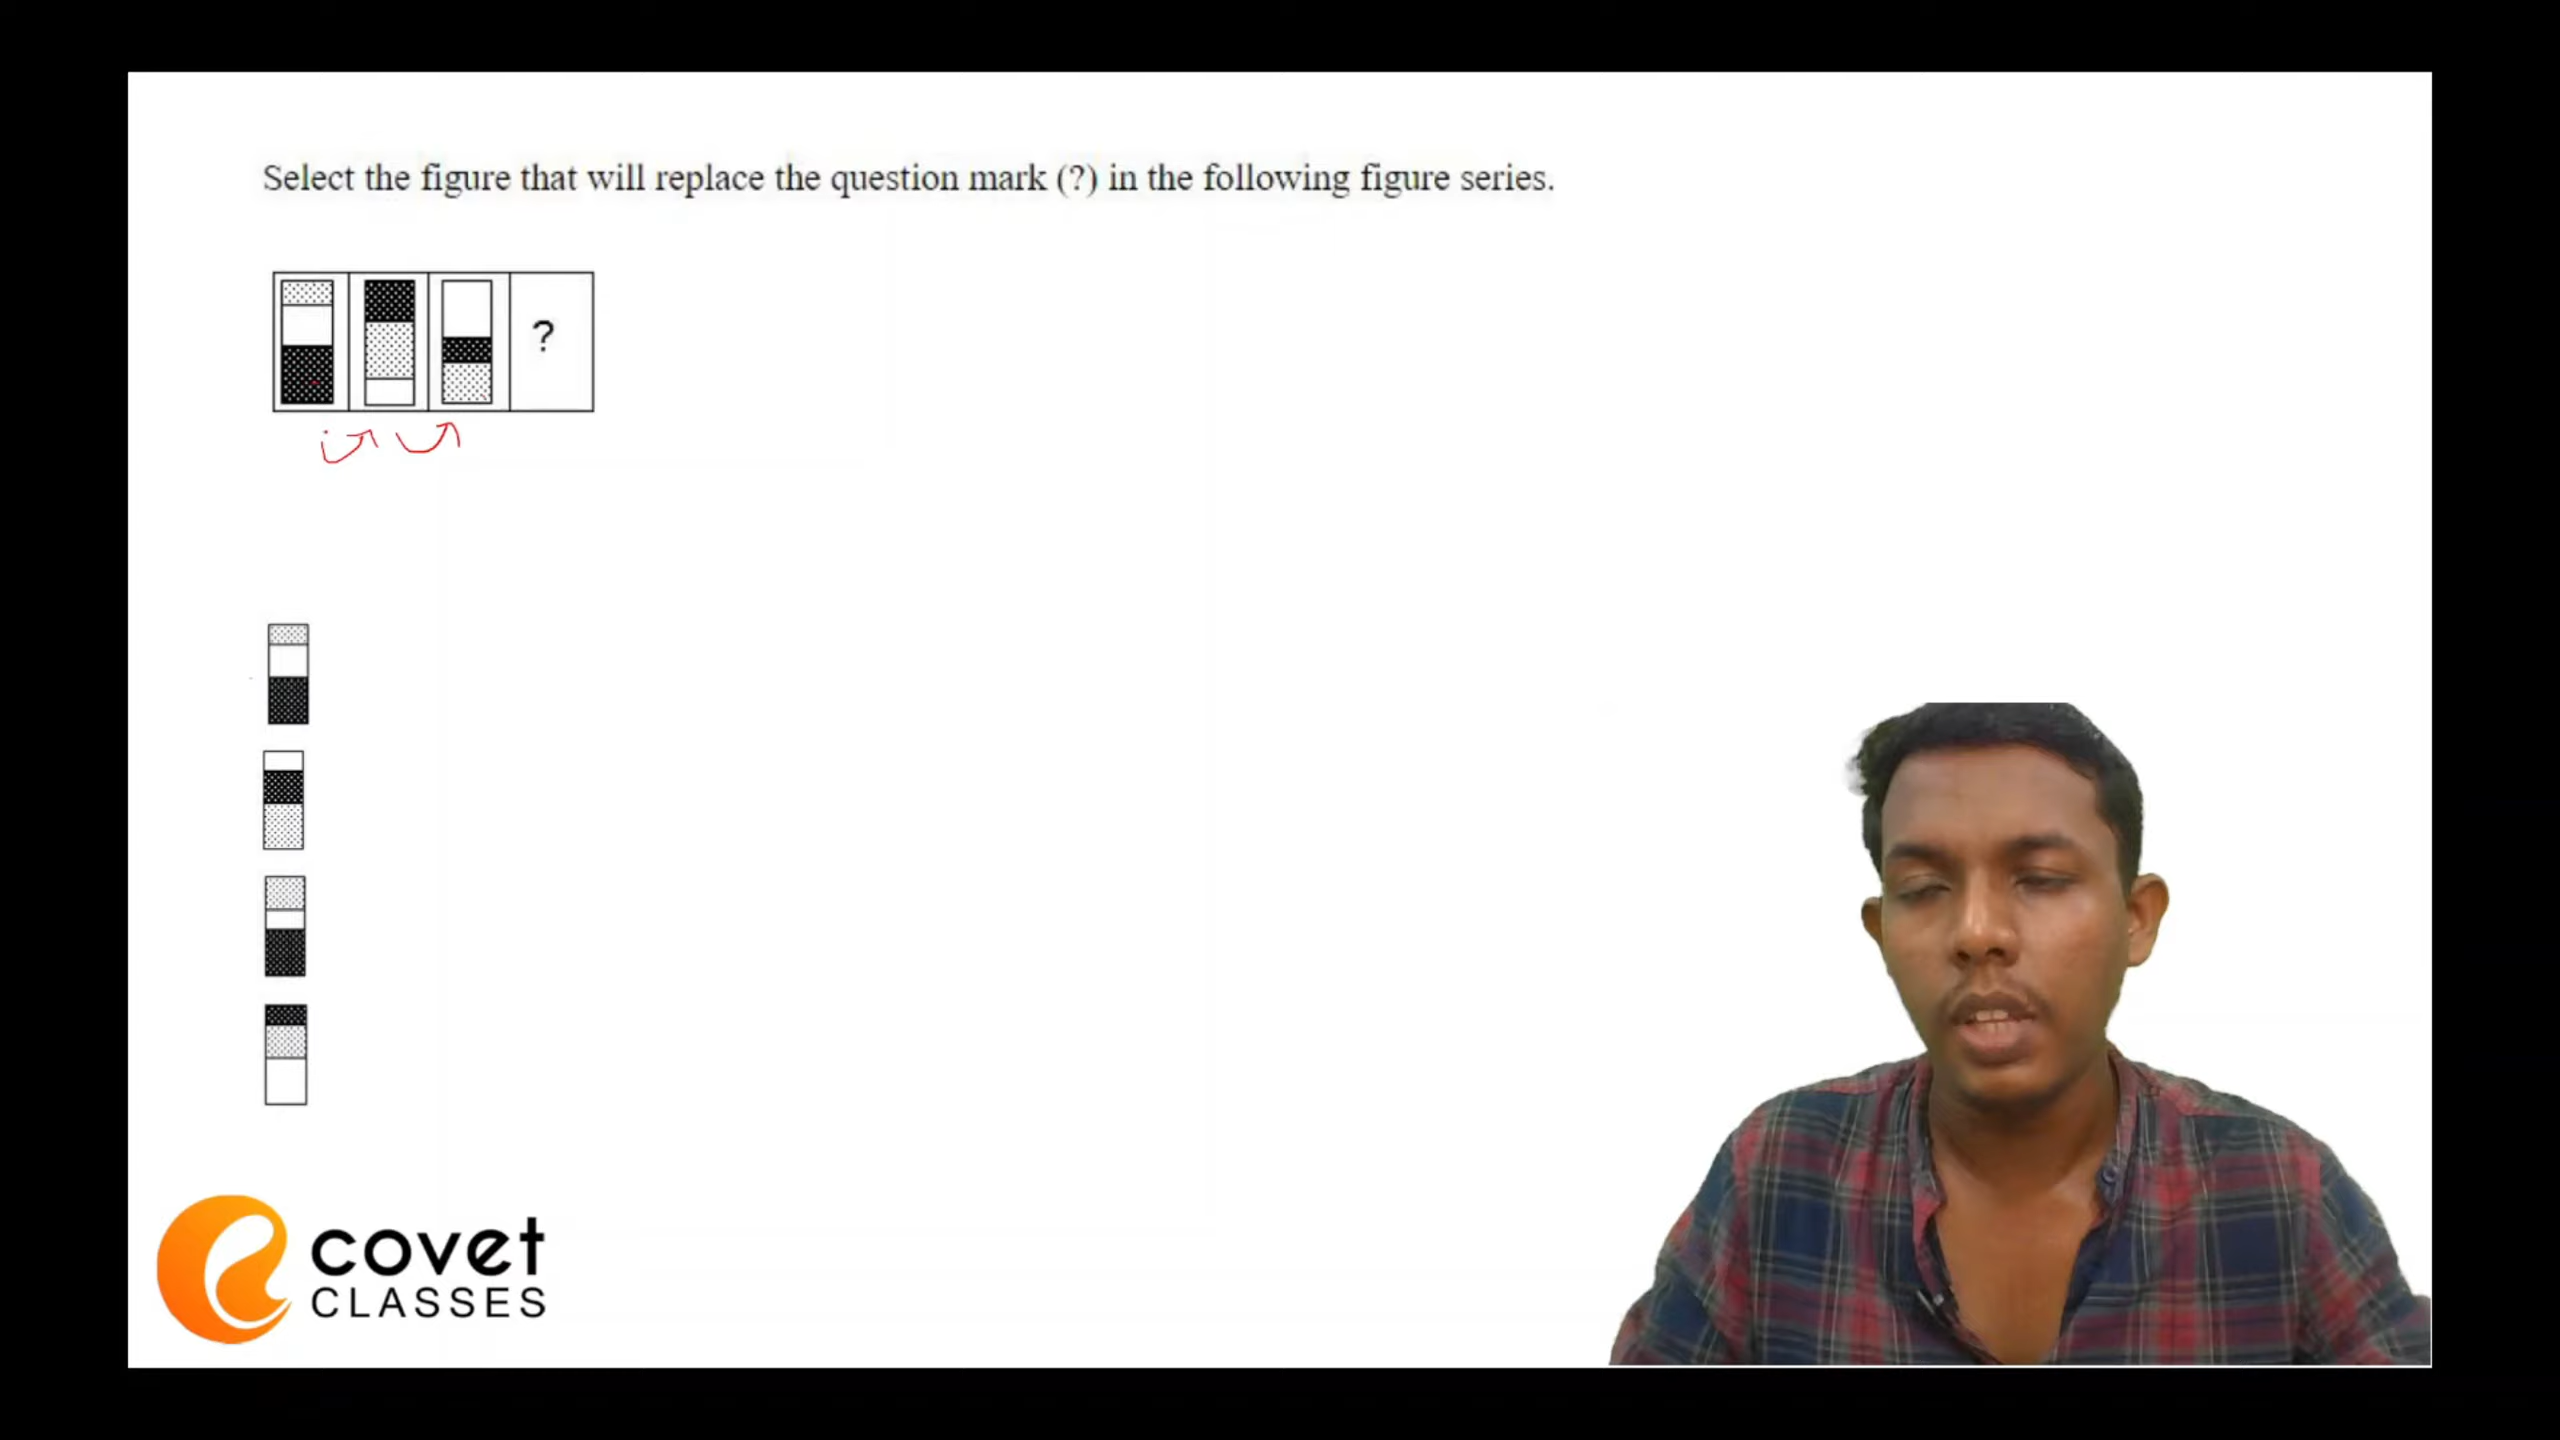 Select the figure that will replace the question mark (?) in the following figure series.
?
covet
CLASSES